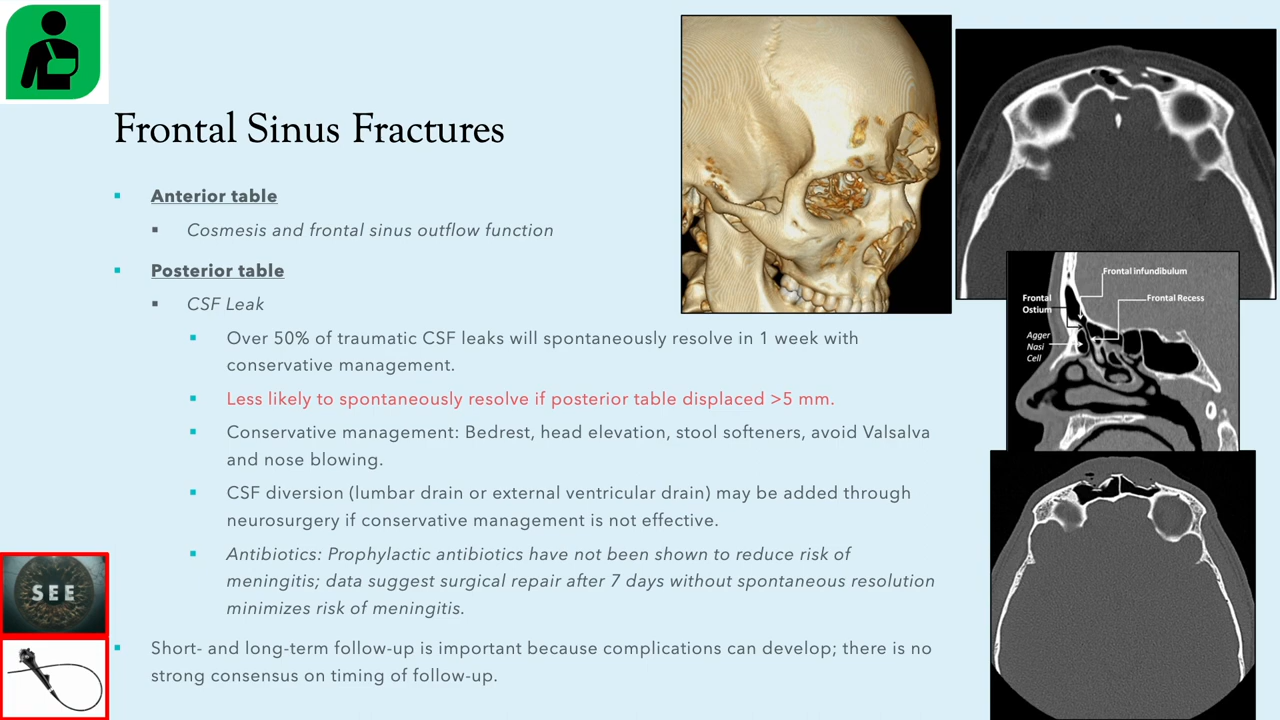 Frontal Sinus Fractures
Anterior table
Cosmesis and frontal sinus outflow function
Posterior table
CSF Leak
Over 50% of traumatic CSF leaks will spontaneously resolve in 1 week with
conservative management.
Less likely to spontaneously resolve if posterior table displaced >5 mm.
Conservative management: Bedrest, head elevation, stool softeners, avoid Valsalva
and nose blowing.
CSF diversion (lumbar drain or external ventricular drain) may be added through
neurosurgery if conservative management is not effective.
Antibiotics: Prophylactic antibiotics have not been shown to reduce risk of
meningitis; data suggest surgical repair after 7 days without spontaneous resolution
minimizes risk of meningitis.
Short- and long-term follow-up is important because complications can develop; there is no
strong consensus on timing of follow-up.
Frontal infundibulum
Frontal
Ostium
Frontal Recess
Agger
Nasi
Cell
SEE